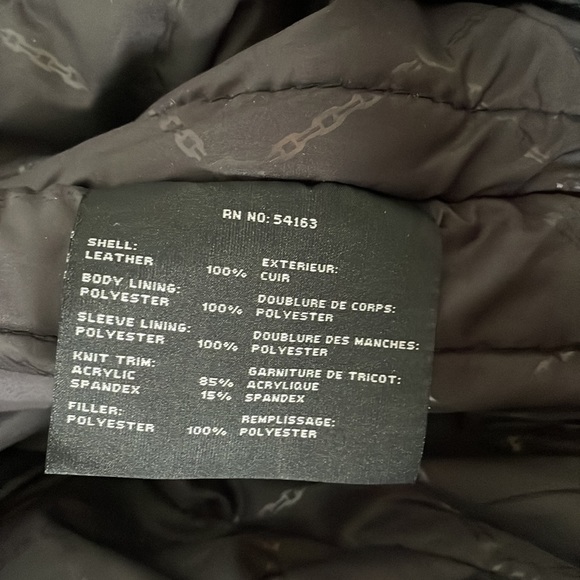 RN NO: 54163
SHELL:
LEATHER 100%
BODY LINING:
POLYESTER 100%
SLEEVE LINING:
POLYESTER 100%
KNIT TRIM:
ACRYLIC 85%
SPANDEX 15%
FILLER:
POLYESTER 100%
EXTERIEUR:
CUIR
DOUBLURE DE CORPS:
POLYESTER
DOUBLURE DES MANCHES:
POLYESTER
GARNITURE DE TRICOT:
ACRYLIQUE
SPANDEX
REMPLISSAGE:
POLYESTER